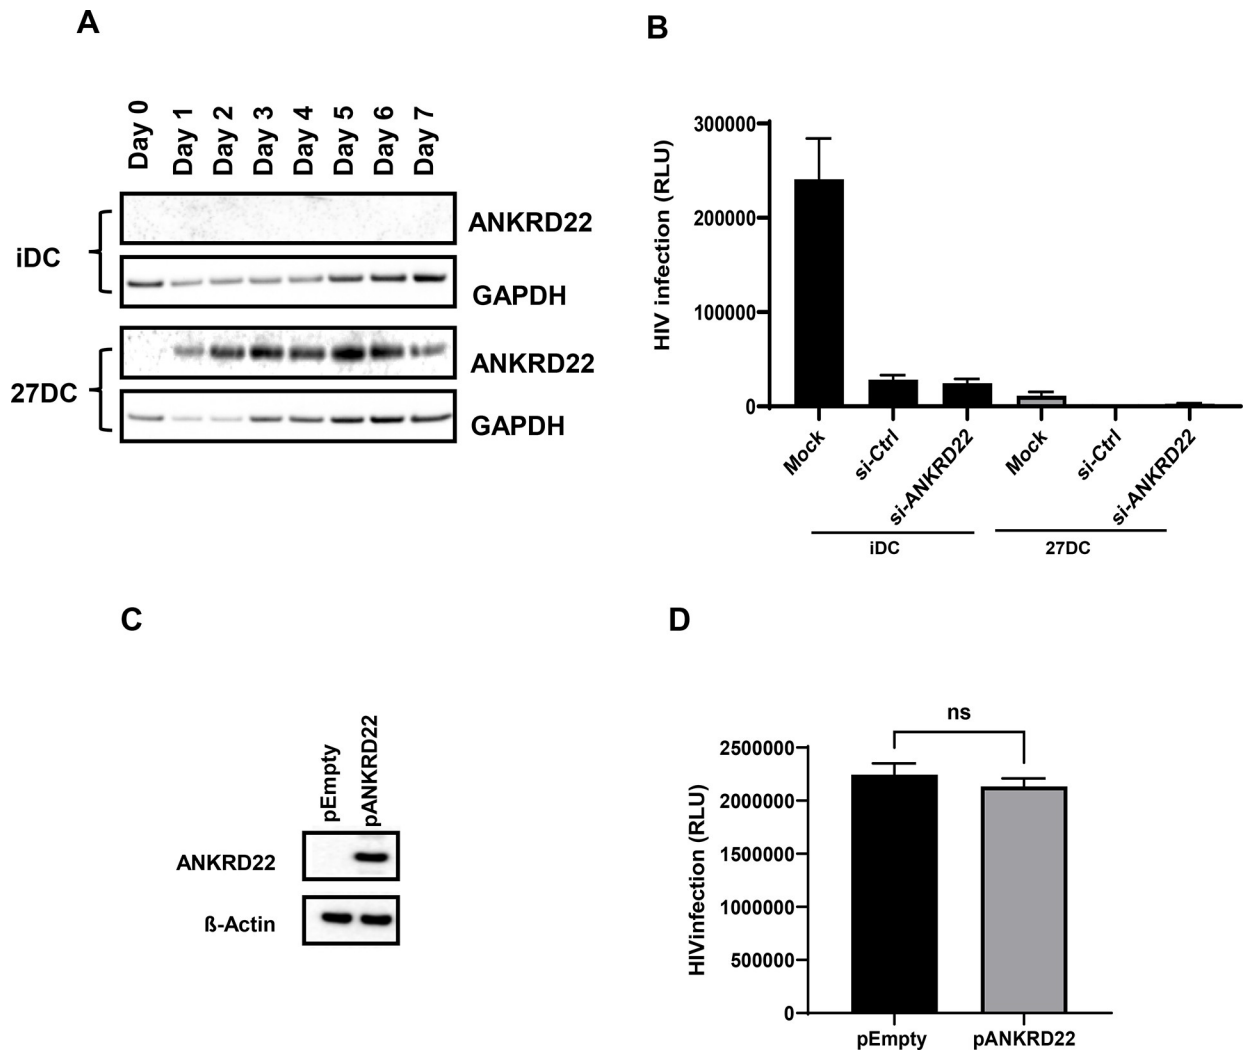 A
Day 0
Day 1
Day 2
Day 3
Day 4
Day 5
Day 6
Day 7
iDC
ANKRD22
GAPDH
27DC
ANKRD22
GAPDH
B
HIV infection (RLU)
300000
200000
100000
0
Mock
si-Ctrl
si-ANKRD22
Mock
si-Ctrl
si-ANKRD22
iDC
27DC
C
pEmpty
pANKRD22
ANKRD22
ß-Actin
D
ns
HIVinfection (RLU)
2500000
2000000
1500000
1000000
500000
0
pEmpty
pANKRD22